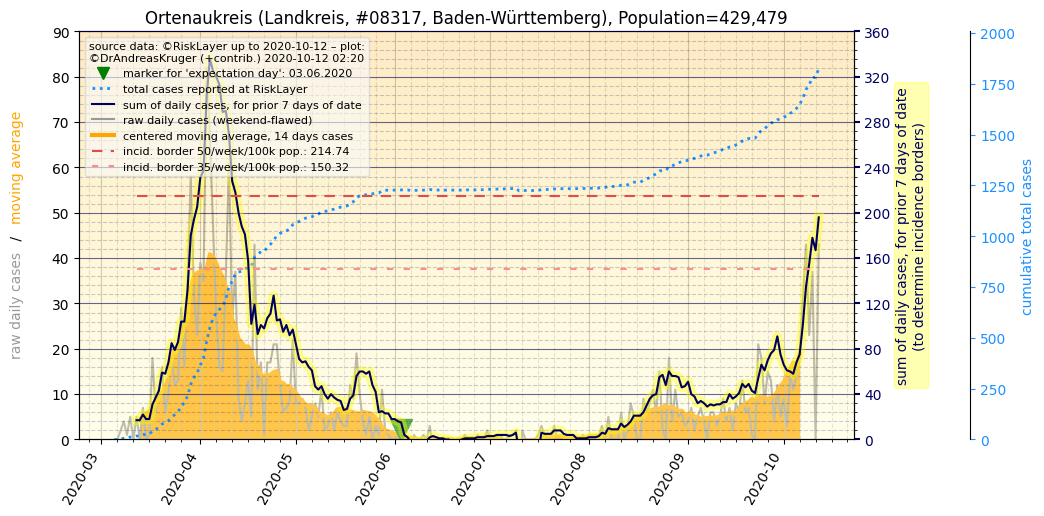 Ortenaukreis (Landkreis, #08317, Baden-Württemberg), Population=429,479
source data: ©RiskLayer up to 2020-10-12 – plot:
©DrAndreasKruger (+contrib.) 2020-10-12 02:20
marker for 'expectation day': 03.06.2020
total cases reported at RiskLayer
sum of daily cases, for prior 7 days of date
raw daily cases (weekend-flawed)
centered moving average, 14 days cases
incid. border 50/week/100k pop.: 214.74
incid. border 35/week/100k pop.: 150.32
raw daily cases / moving average
90
80
70
60
50
40
30
20
10
0
360
320
280
240
200
160
120
80
40
0
sum of daily cases, for prior 7 days of date
(to determine incidence borders)
2000
1750
1500
1250
1000
750
500
250
0
cumulative total cases
2020-03
2020-04
2020-05
2020-06
2020-07
2020-08
2020-09
2020-10